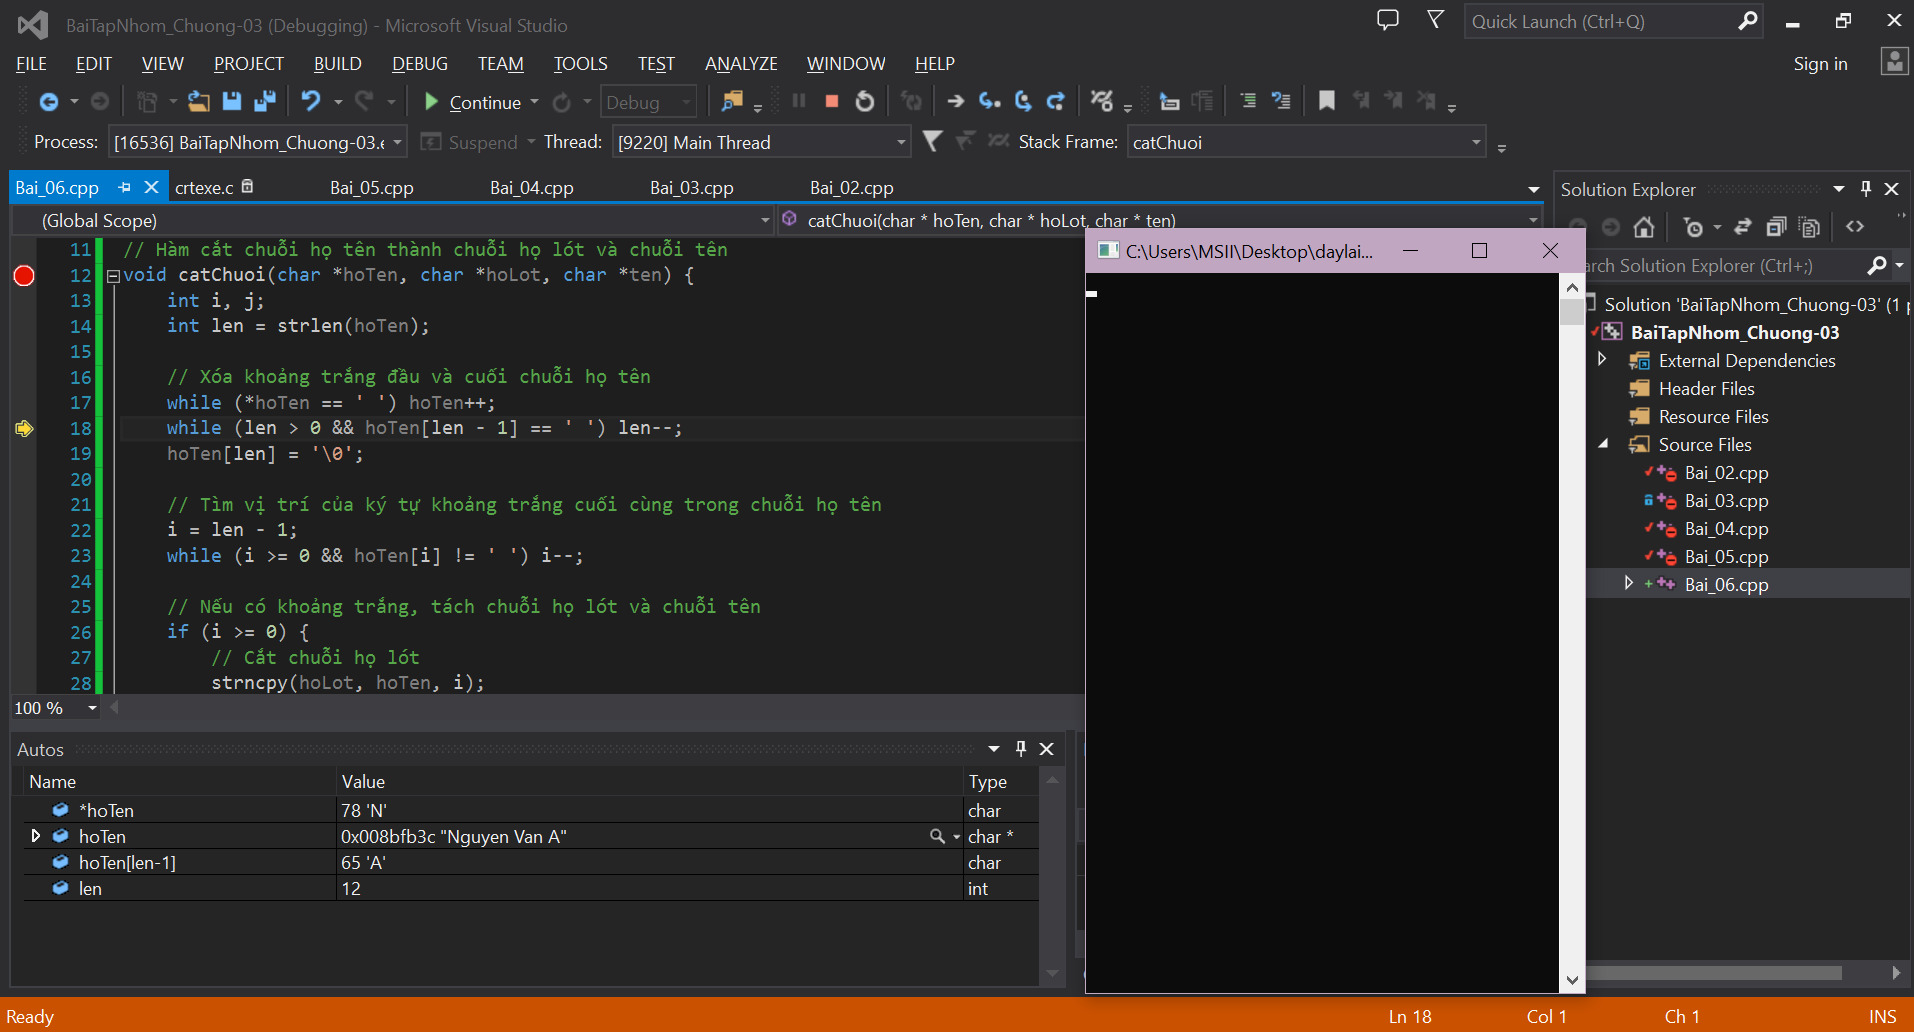 BaiTapNhom_Chuong-03 (Debugging) - Microsoft Visual Studio
Quick Launch (Ctrl+Q)
FILE EDIT VIEW PROJECT BUILD DEBUG TEAM TOOLS TEST ANALYZE WINDOW HELP
Sign in
Continue
Debug
Process: [16536] BaiTapNhom_Chuong-03.e Suspend Thread: [9220] Main Thread Stack Frame: catChuoi
Bai_06.cpp crtexe.c Bai_05.cpp Bai_04.cpp Bai_03.cpp Bai_02.cpp
(Global Scope) catChuoi(char * hoTen, char * hoLot, char * ten)
11 // Hàm cắt chuỗi họ tên thành chuỗi họ lót và chuỗi tên
12 void catChuoi(char *hoTen, char *hoLot, char *ten) {
13 int i, j;
14 int len = strlen(hoTen);
15
16 // Xóa khoảng trắng đầu và cuối chuỗi họ tên
17 while (*hoTen == ' ') hoTen++;
18 while (len > 0 && hoTen[len - 1] == ' ') len--;
19 hoTen[len] = '\0';
20
21 // Tìm vị trí của ký tự khoảng trắng cuối cùng trong chuỗi họ tên
22 i = len - 1;
23 while (i >= 0 && hoTen[i] != ' ') i--;
24
25 // Nếu có khoảng trắng, tách chuỗi họ lót và chuỗi tên
26 if (i >= 0) {
27 // Cắt chuỗi họ lót
28 strncpy(hoLot, hoTen, i);
100 %
Autos
Name Value Type
*hoTen 78 'N' char
hoTen 0x008bfb3c "Nguyen Van A" char *
hoTen[len-1] 65 'A' char
len 12 int
C:\Users\MSII\Desktop\daylai...
Solution Explorer
arch Solution Explorer (Ctrl+;)
Solution 'BaiTapNhom_Chuong-03' (1 p
BaiTapNhom_Chuong-03
External Dependencies
Header Files
Resource Files
Source Files
Bai_02.cpp
Bai_03.cpp
Bai_04.cpp
Bai_05.cpp
Bai_06.cpp
Ready Ln 18 Col 1 Ch 1 INS